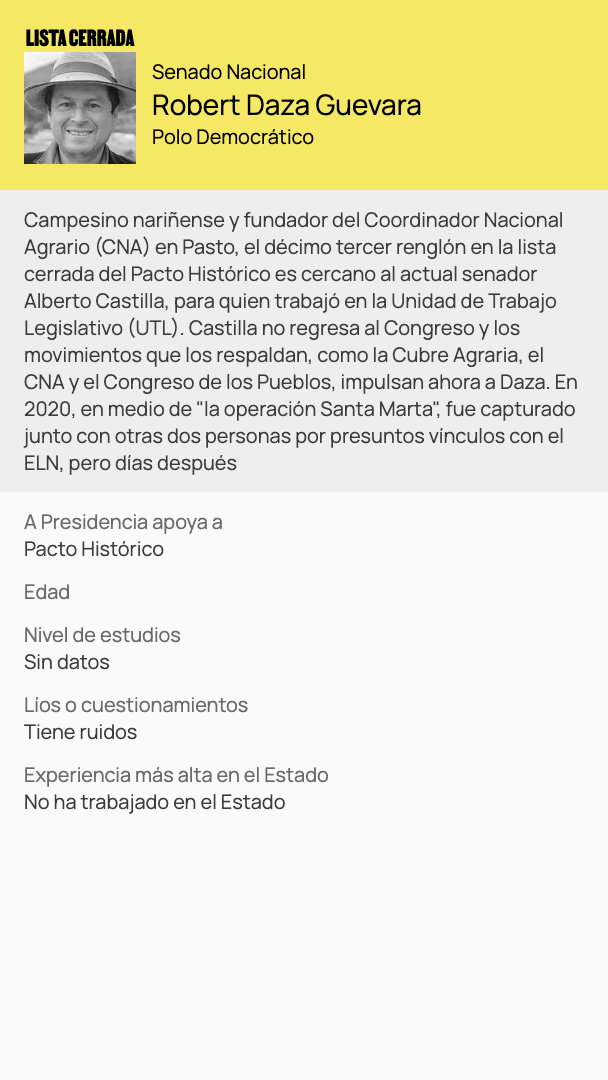 LISTA CERRADA
Senado Nacional
Robert Daza Guevara
Polo Democrático
Campesino nariñense y fundador del Coordinador Nacional
Agrario (CNA) en Pasto, el décimo tercer renglón en la lista
cerrada del Pacto Histórico es cercano al actual senador
Alberto Castilla, para quien trabajó en la Unidad de Trabajo
Legislativo (UTL). Castilla no regresa al Congreso y los
movimientos que los respaldan, como la Cubre Agraria, el
CNA y el Congreso de los Pueblos, impulsan ahora a Daza. En
2020, en medio de "la operación Santa Marta", fue capturado
junto con otras dos personas por presuntos vínculos con el
ELN, pero días después
A Presidencia apoya a
Pacto Histórico
Edad
Nivel de estudios
Sin datos
Líos o cuestionamientos
Tiene ruidos
Experiencia más alta en el Estado
No ha trabajado en el Estado